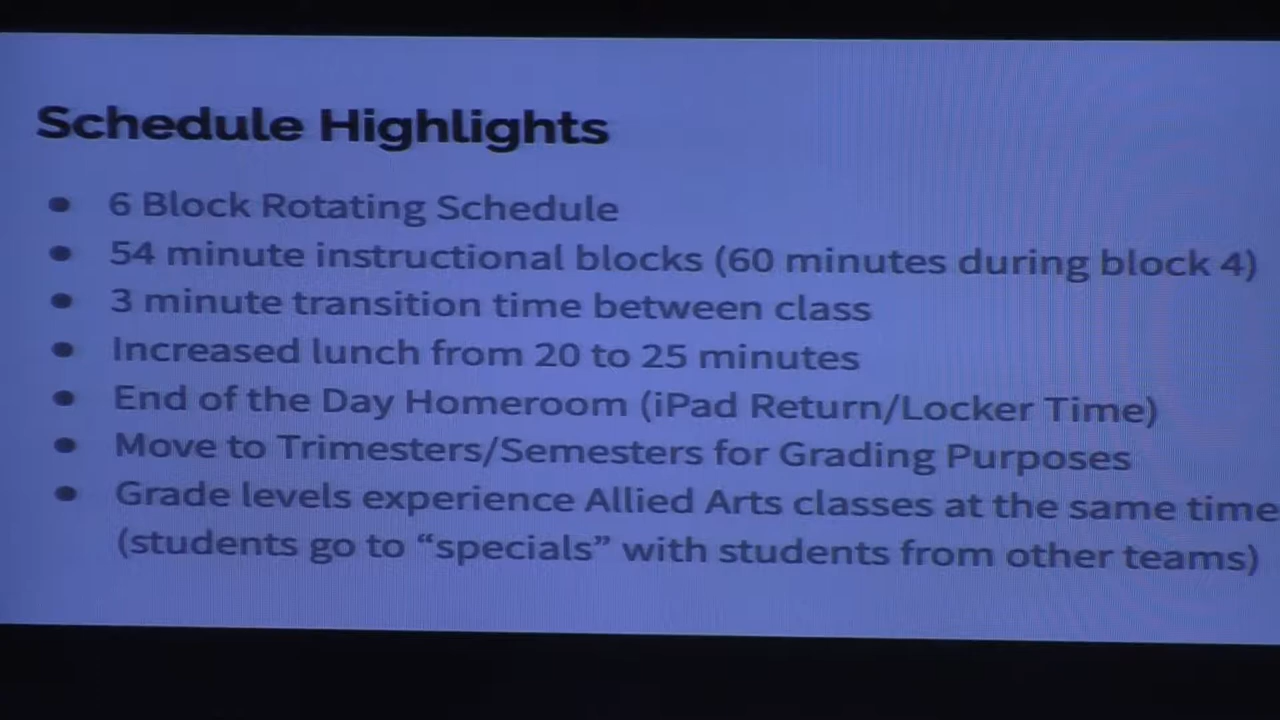 Schedule Highlights
● 6 Block Rotating Schedule
● 54 minute instructional blocks (60 minutes during block 4)
● 3 minute transition time between class
● Increased lunch from 20 to 25 minutes
● End of the Day Homeroom (iPad Return/Locker Time)
● Move to Trimesters/Semesters for Grading Purposes
● Grade levels experience Allied Arts classes at the same time
(students go to “specials” with students from other teams)